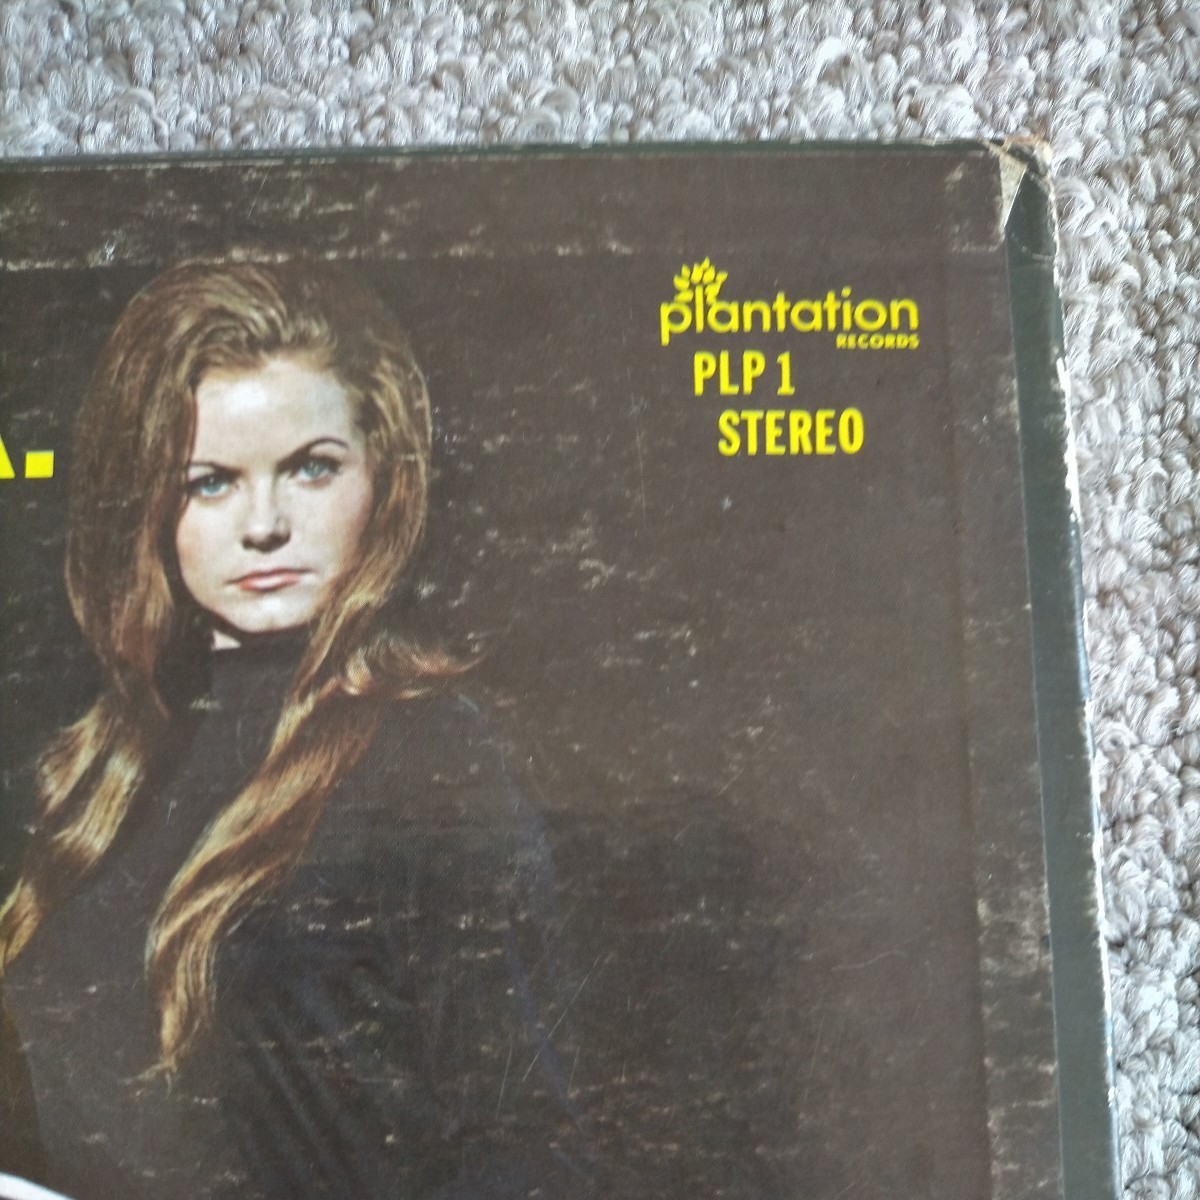 plantation
RECORDS
PLP 1
STEREO
A.